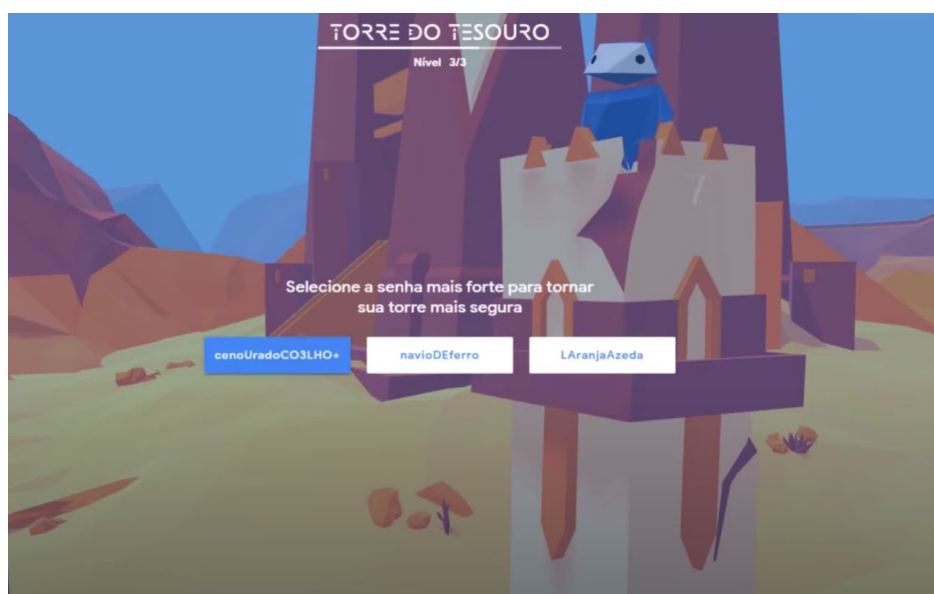 TORRE DO TESOURO
Nível 3/3
Selecione a senha mais forte para tornar
sua torre mais segura
cenoUradoCO3LHO+
navioDEferro
LAranjaAzeda